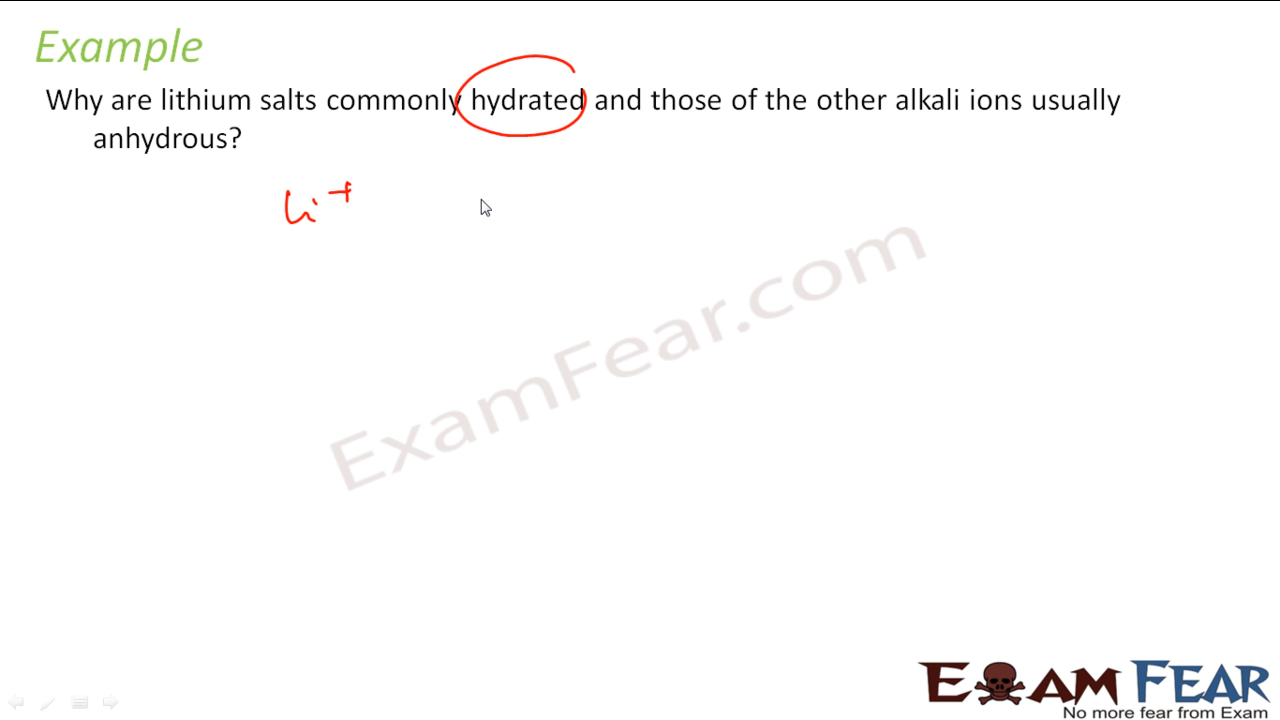 Example
Why are lithium salts commonly hydrated and those of the other alkali ions usually
anhydrous?
Li+
ExamFear.com
EXAM FEAR
No more fear from Exam